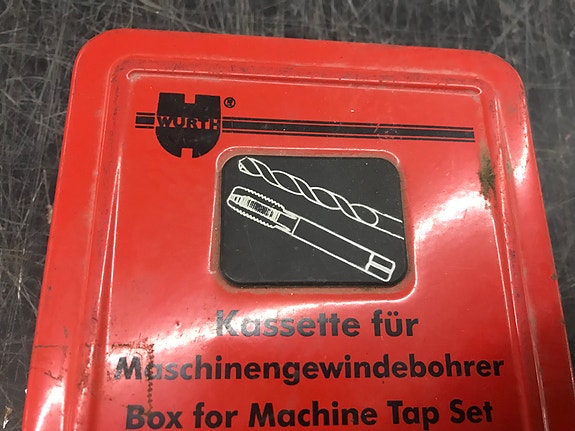 WÜRTH ®
Kassette für
Maschinengewindebohrer
Box for Machine Tap Set